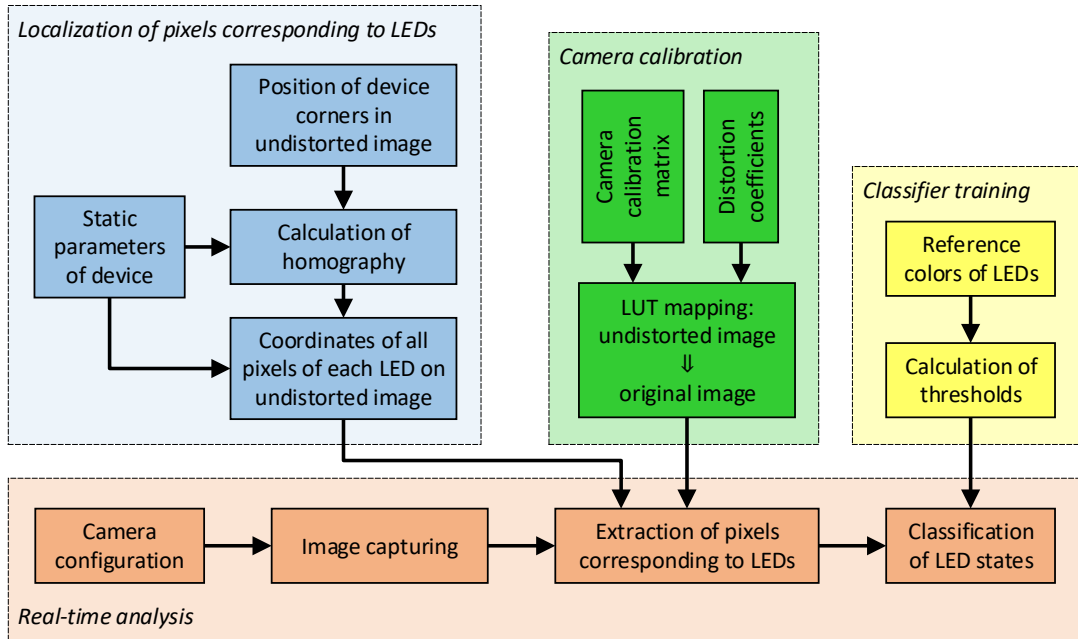 Localization of pixels corresponding to LEDs
Position of device
corners in
undistorted image
Static
parameters
of device
Calculation of
homography
Coordinates of all
pixels of each LED on
undistorted image
Camera calibration
Camera
calibration
matrix
Distortion
coefficients
LUT mapping:
undistorted image
⇓
original image
Classifier training
Reference
colors of LEDs
Calculation of
thresholds
Camera
configuration
Image capturing
Extraction of pixels
corresponding to LEDs
Classification
of LED states
Real-time analysis